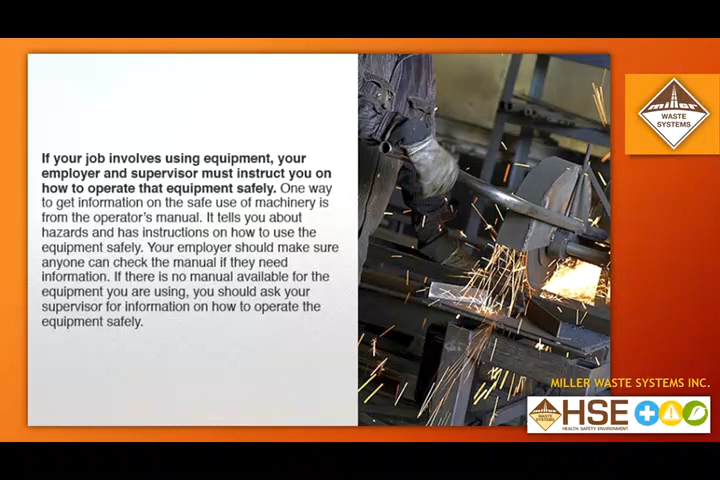 If your job involves using equipment, your
employer and supervisor must instruct you on
how to operate that equipment safely. One way
to get information on the safe use of machinery is
from the operator's manual. It tells you about
hazards and has instructions on how to use the
equipment safely. Your employer should make sure
anyone can check the manual if they need
information. If there is no manual available for the
equipment you are using, you should ask your
supervisor for information on how to operate the
equipment safely.
miller
WASTE
SYSTEMS
MILLER WASTE SYSTEMS INC.
WASTE
SYSTEMS
HSE
HEALTH SAFETY ENVIRONMENT